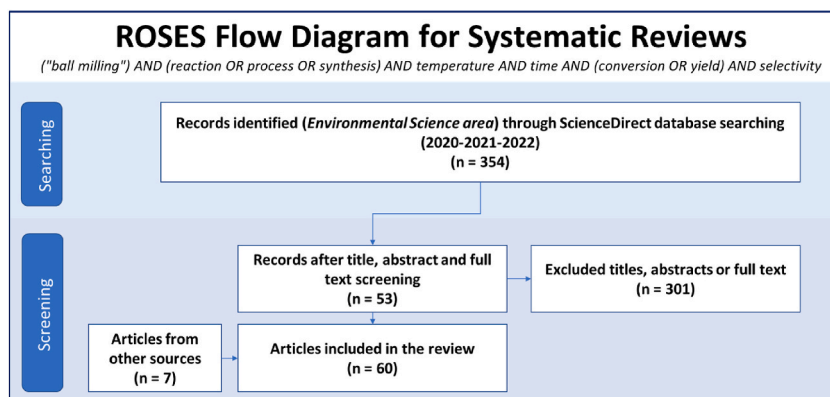 ROSES Flow Diagram for Systematic Reviews
("ball milling") AND (reaction OR process OR synthesis) AND temperature AND time AND (conversion OR yield) AND selectivity
Searching
Records identified (Environmental Science area) through ScienceDirect database searching
(2020-2021-2022)
(n = 354)
Screening
Records after title, abstract and full
text screening
(n = 53)
Excluded titles, abstracts or full text
(n = 301)
Articles from
other sources
(n = 7)
Articles included in the review
(n = 60)